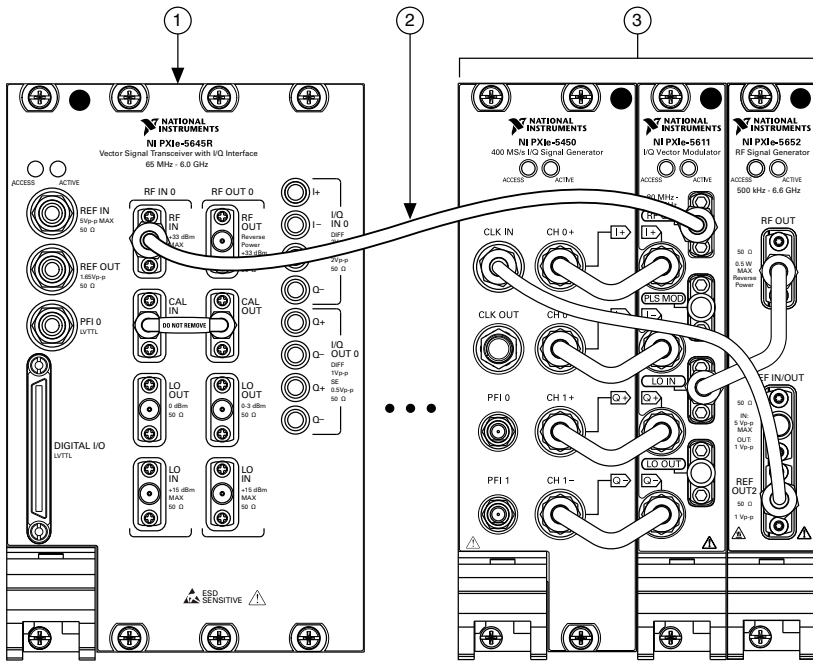 1
2
3
NATIONAL
INSTRUMENTS
NI PXIe-5645R
Vector Signal Transceiver with I/Q Interface
65 MHz - 6.0 GHz
ACCESS
ACTIVE
REF IN
5Vp-p MAX
50 Ω
REF OUT
1.65Vp-p
50 Ω
PFI 0
LVTTL
DIGITAL I/O
LVTTL
RF IN 0
RF OUT 0
RF
IN
+33 dBm
MAX
RF
OUT
Reverse
Power
+33 dBm
50 Ω
CAL
IN
DO NOT REMOVE
CAL
OUT
LO
OUT
0 dBm
50 Ω
LO
OUT
0-3 dBm
50 Ω
LO
IN
+15 dBm
MAX
50 Ω
LO
IN
+15 dBm
MAX
50 Ω
I+
I−
Q−
I/Q
IN 0
DIFF
2Vp-p
50 Ω
Q+
Q−
Q+
Q−
I/Q
OUT 0
DIFF
1Vp-p
SE
0.5Vp-p
50 Ω
ESD
SENSITIVE
NATIONAL
INSTRUMENTS
NI PXIe-5450
400 MS/s I/Q Signal Generator
ACCESS
ACTIVE
CLK IN
CLK OUT
PFI 0
PFI 1
CH 0+
CH 0
CH 1+
CH 1−
I+
Q+
Q−
NATIONAL
INSTRUMENTS
NI PXIe-5611
I/Q Vector Modulator
ACCESS
ACTIVE
MHz -
I+
PLS MOD
I−
LO IN
Q+
LO OUT
Q−
NATIONAL
INSTRUMENTS
NI PXIe-5652
RF Signal Generator
ACCESS
ACTIVE
500 kHz - 6.6 GHz
RF OUT
50 Ω
0.5 W
MAX
Reverse
Power
IN/OUT
50 Ω
IN:
5 Vp-p
MAX
OUT:
1 Vp-p
REF
OUT2
50 Ω
1 Vp-p